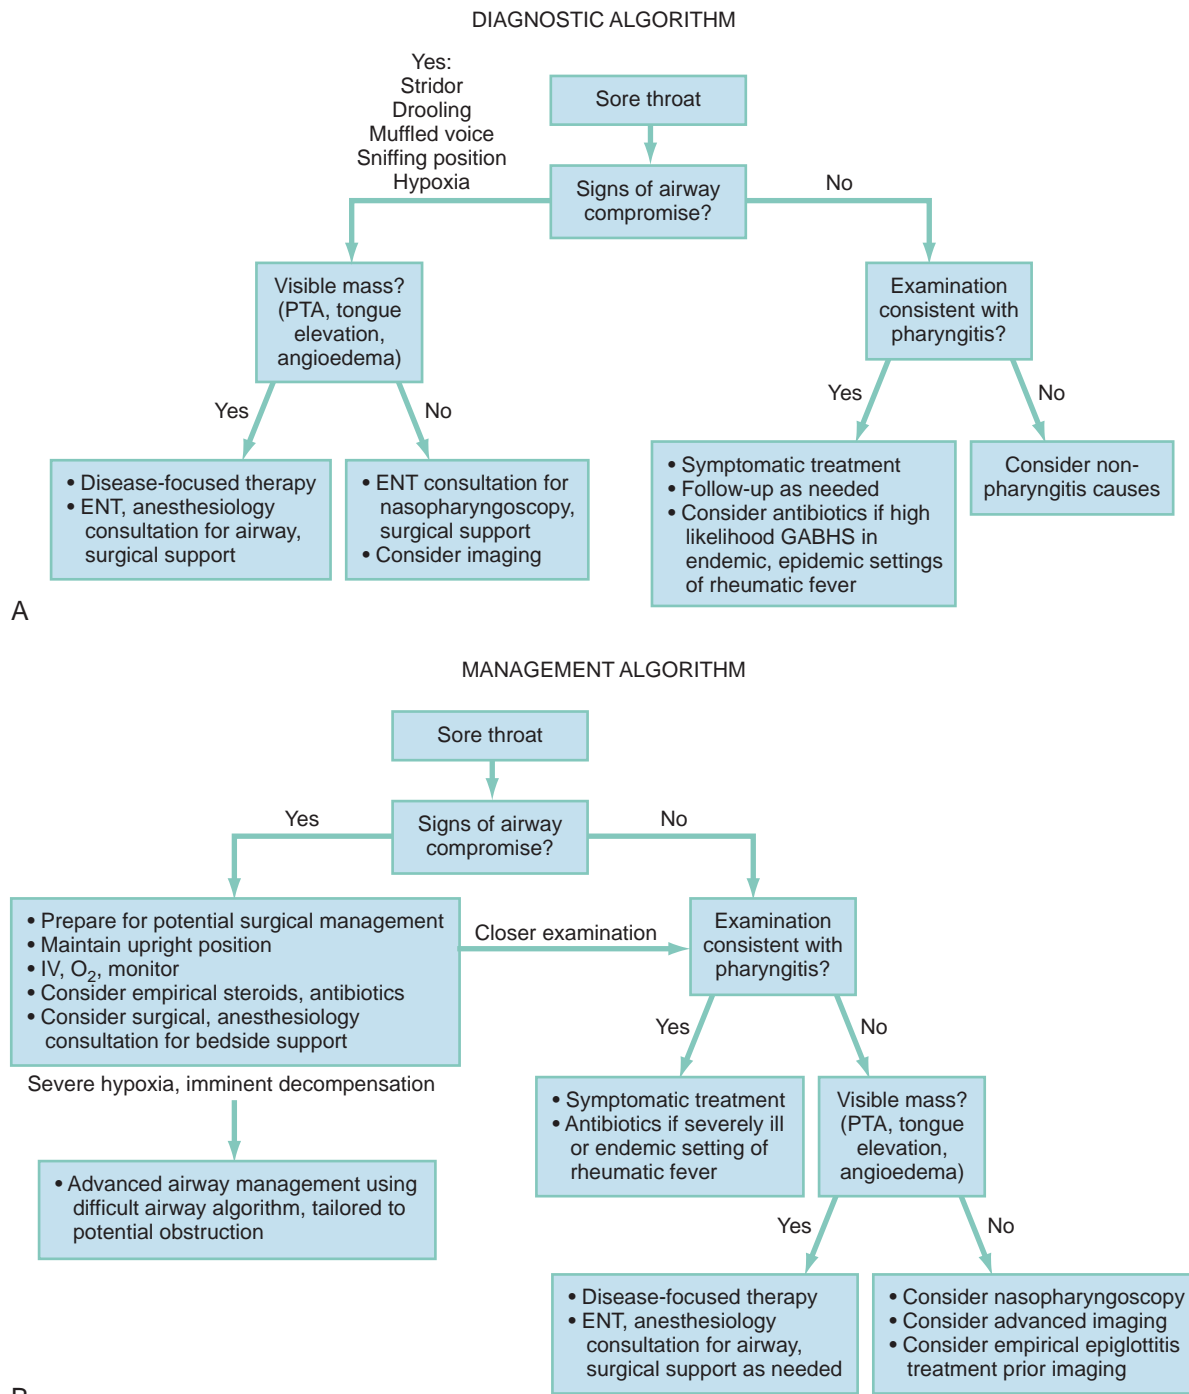 DIAGNOSTIC ALGORITHM
Yes:
Stridor
Drooling
Muffled voice
Sniffing position
Hypoxia
Sore throat
Signs of airway
compromise?
No
Visible mass?
(PTA, tongue
elevation,
angioedema)
Examination
consistent with
pharyngitis?
Yes
No
Yes
No
• Disease-focused therapy
• ENT, anesthesiology
consultation for airway,
surgical support
• ENT consultation for
nasopharyngoscopy,
surgical support
• Consider imaging
• Symptomatic treatment
• Follow-up as needed
• Consider antibiotics if high
likelihood GABHS in
endemic, epidemic settings
of rheumatic fever
Consider non-
pharyngitis causes
A
MANAGEMENT ALGORITHM
Sore throat
Yes
Signs of airway
compromise?
No
• Prepare for potential surgical management
• Maintain upright position
• IV, O2, monitor
• Consider empirical steroids, antibiotics
• Consider surgical, anesthesiology
consultation for bedside support
Closer examination
Examination
consistent with
pharyngitis?
Severe hypoxia, imminent decompensation
Yes
No
• Advanced airway management using
difficult airway algorithm, tailored to
potential obstruction
• Symptomatic treatment
• Antibiotics if severely ill
or endemic setting of
rheumatic fever
Visible mass?
(PTA, tongue
elevation,
angioedema)
Yes
No
• Disease-focused therapy
• ENT, anesthesiology
consultation for airway,
surgical support as needed
• Consider nasopharyngoscopy
• Consider advanced imaging
• Consider empirical epiglottitis
treatment prior imaging